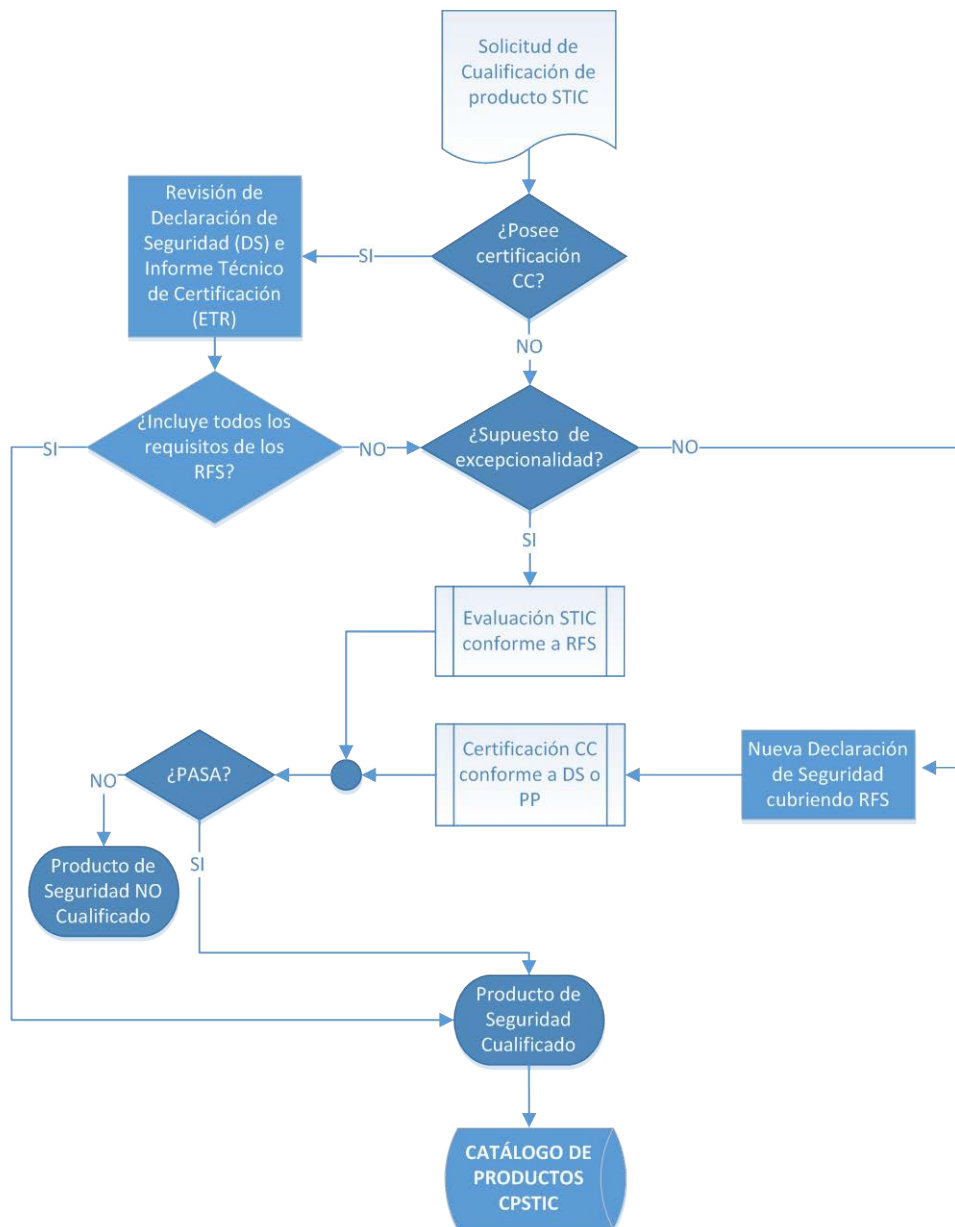 Solicitud de
Cualificación de
producto STIC
Revisión de
Declaración de
Seguridad (DS) e
Informe Técnico
de Certificación
(ETR)
SI
¿Posee
certificación
CC?
NO
SI
¿Incluye todos los
requisitos de los
RFS?
NO
¿Supuesto de
excepcionalidad?
NO
SI
Evaluación STIC
conforme a RFS
NO
¿PASA?
Certificación CC
conforme a DS o
PP
Nueva Declaración
de Seguridad
cubriendo RFS
SI
Producto de
Seguridad NO
Cualificado
Producto de
Seguridad
Cualificado
CATÁLOGO DE
PRODUCTOS
CPSTIC